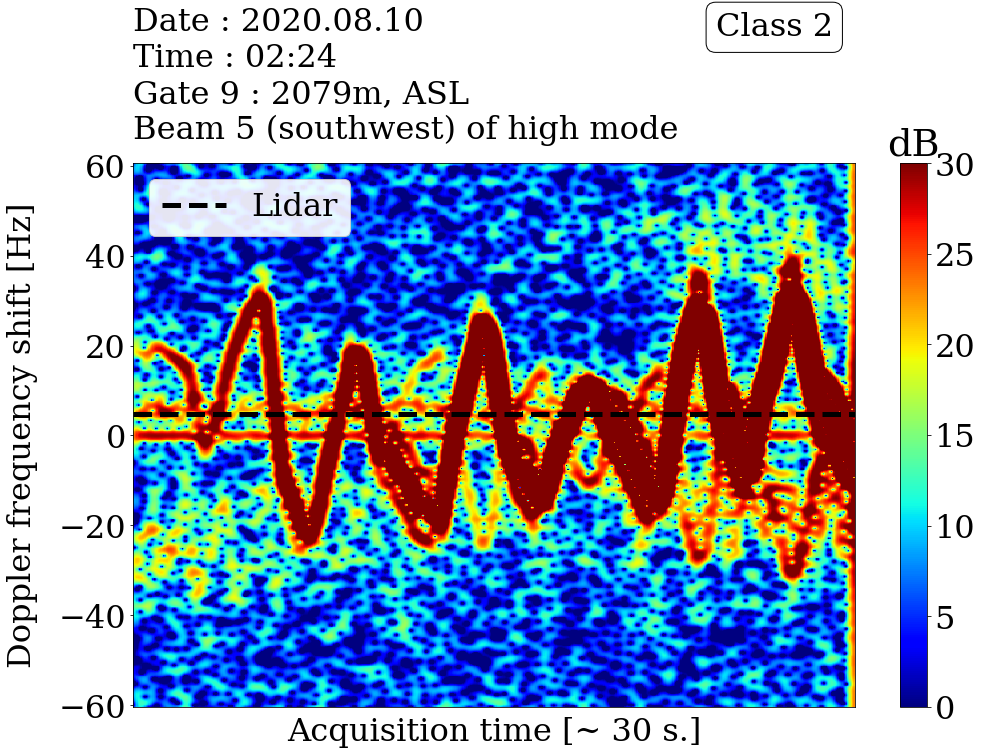 Date : 2020.08.10
Time : 02:24
Gate 9 : 2079m, ASL
Beam 5 (southwest) of high mode
Class 2
dB
Lidar
60
40
20
0
−20
−40
−60
Doppler frequency shift [Hz]
Acquisition time [~ 30 s.]
30
25
20
15
10
5
0